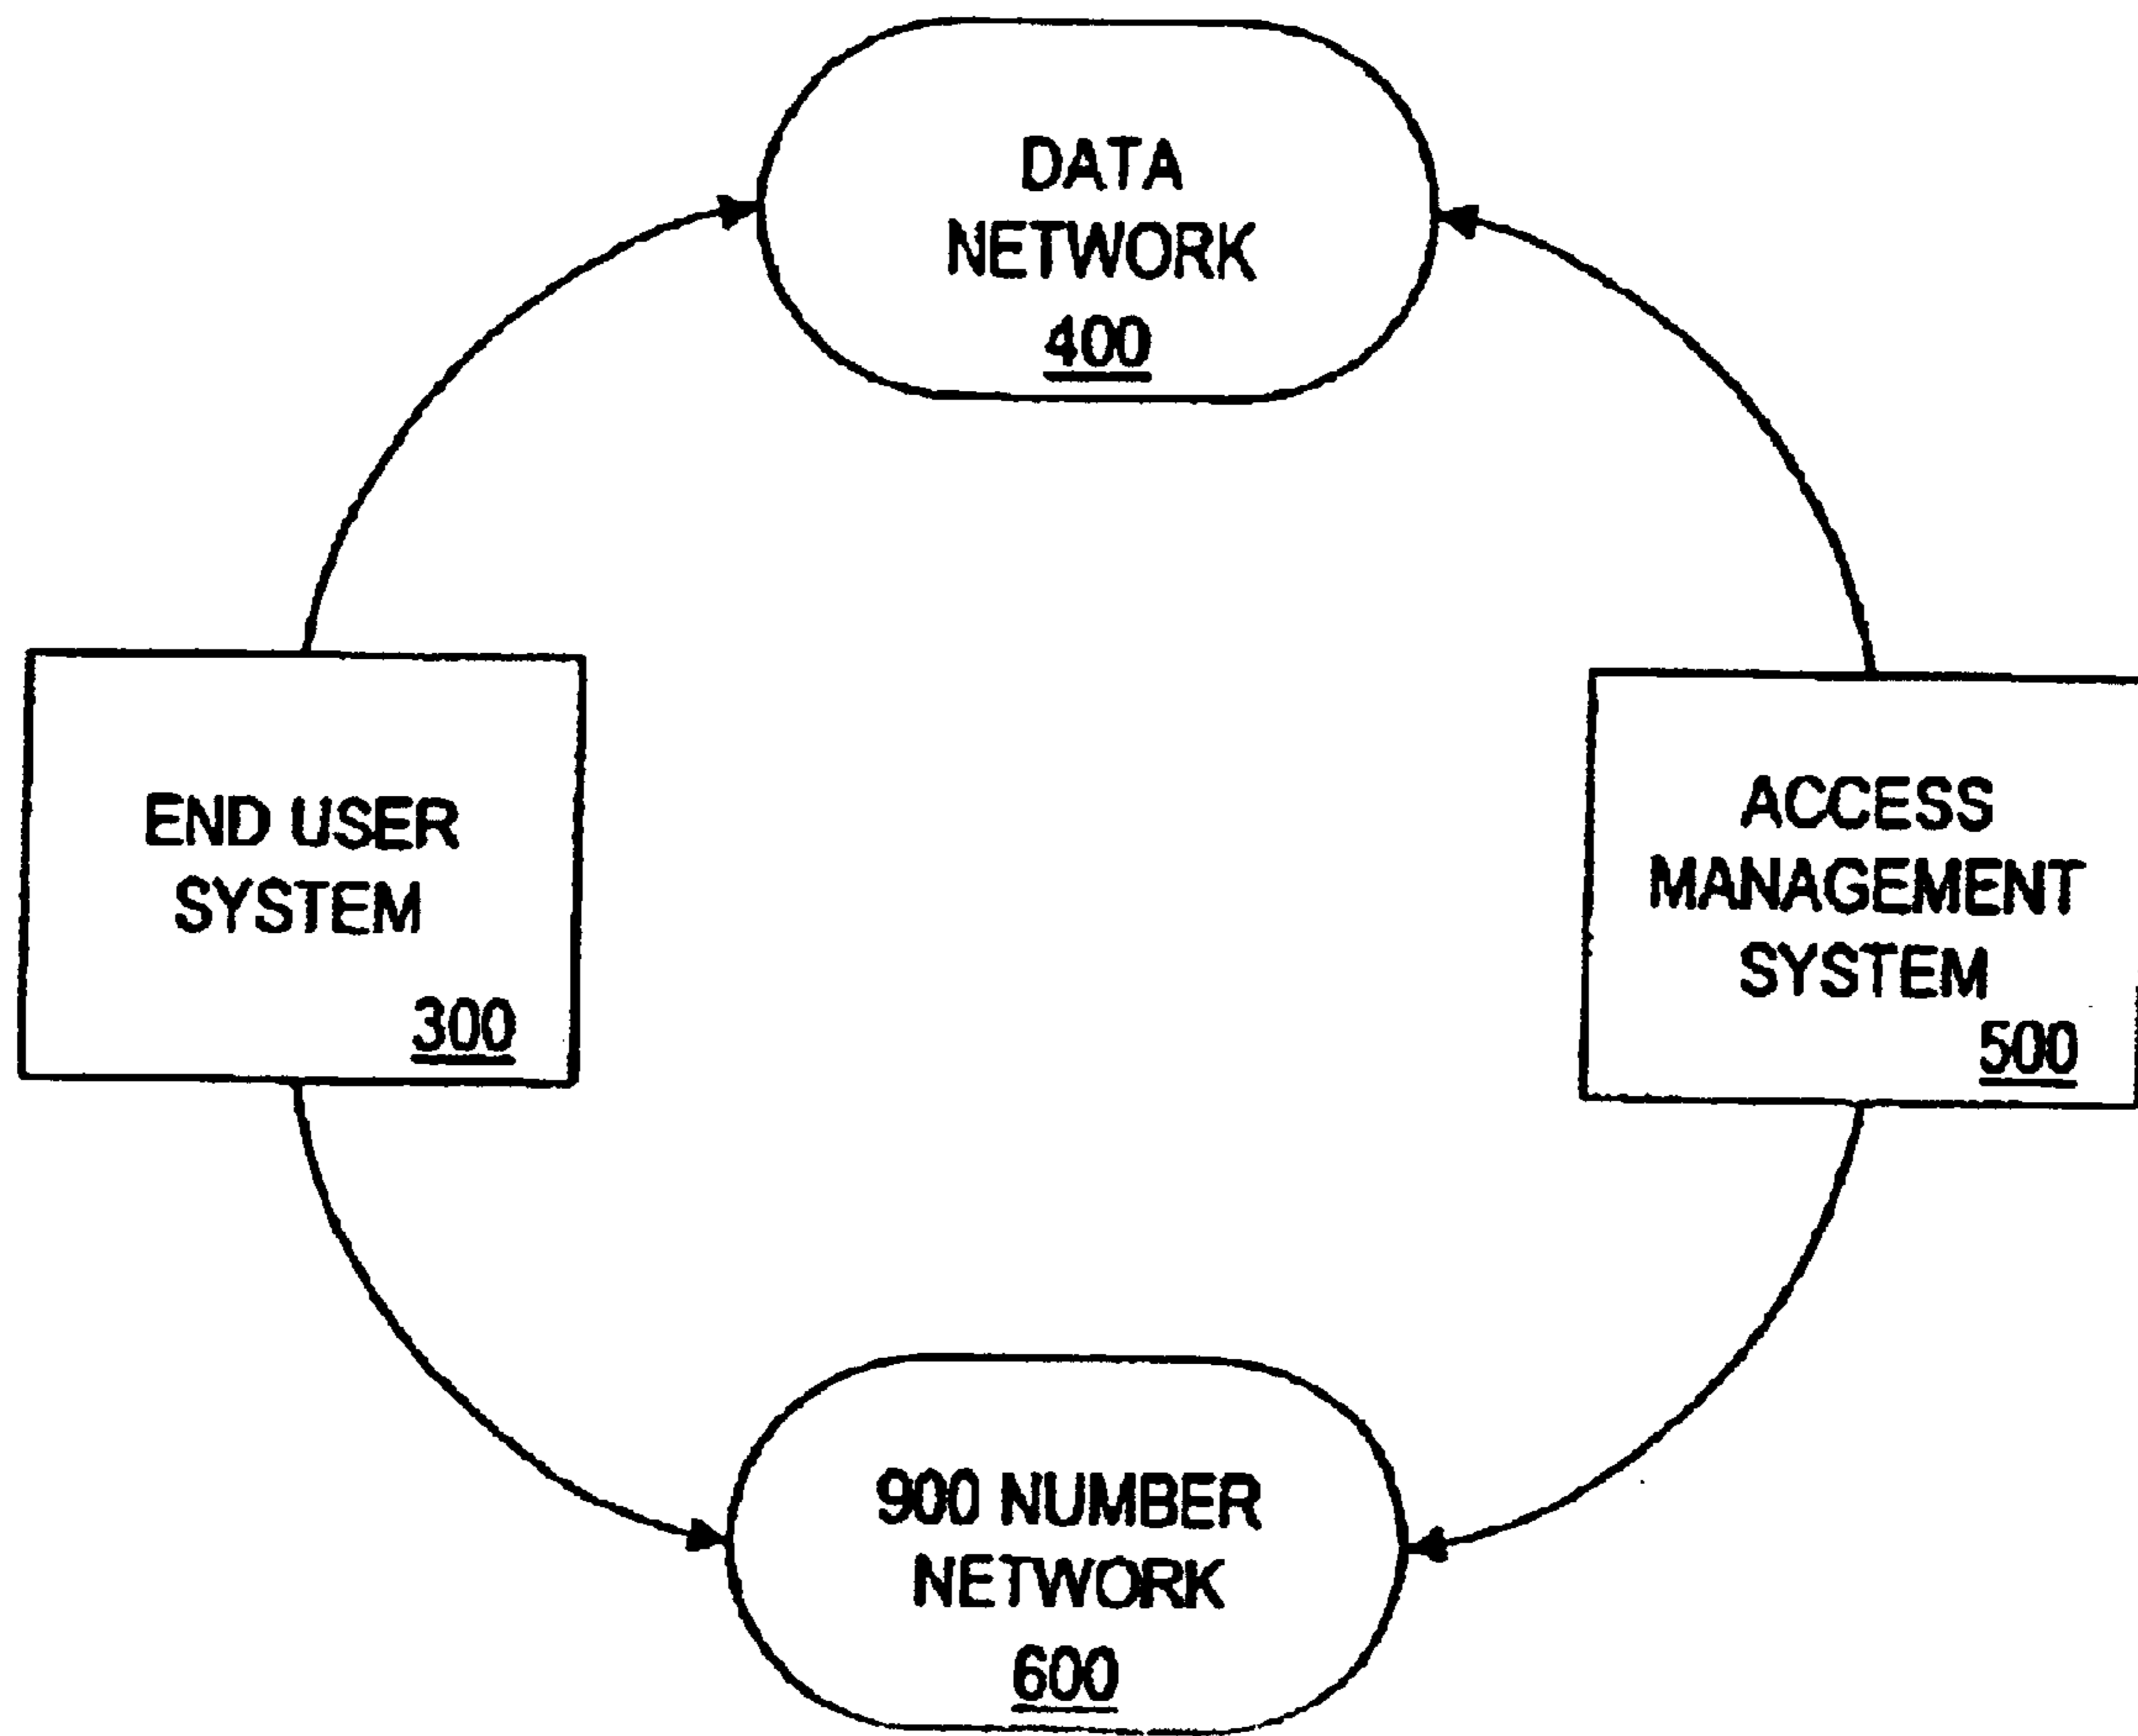 DATA
NETWORK
400
END USER
SYSTEM
300
ACCESS
MANAGEMENT
SYSTEM
500
900 NUMBER
NETWORK
600